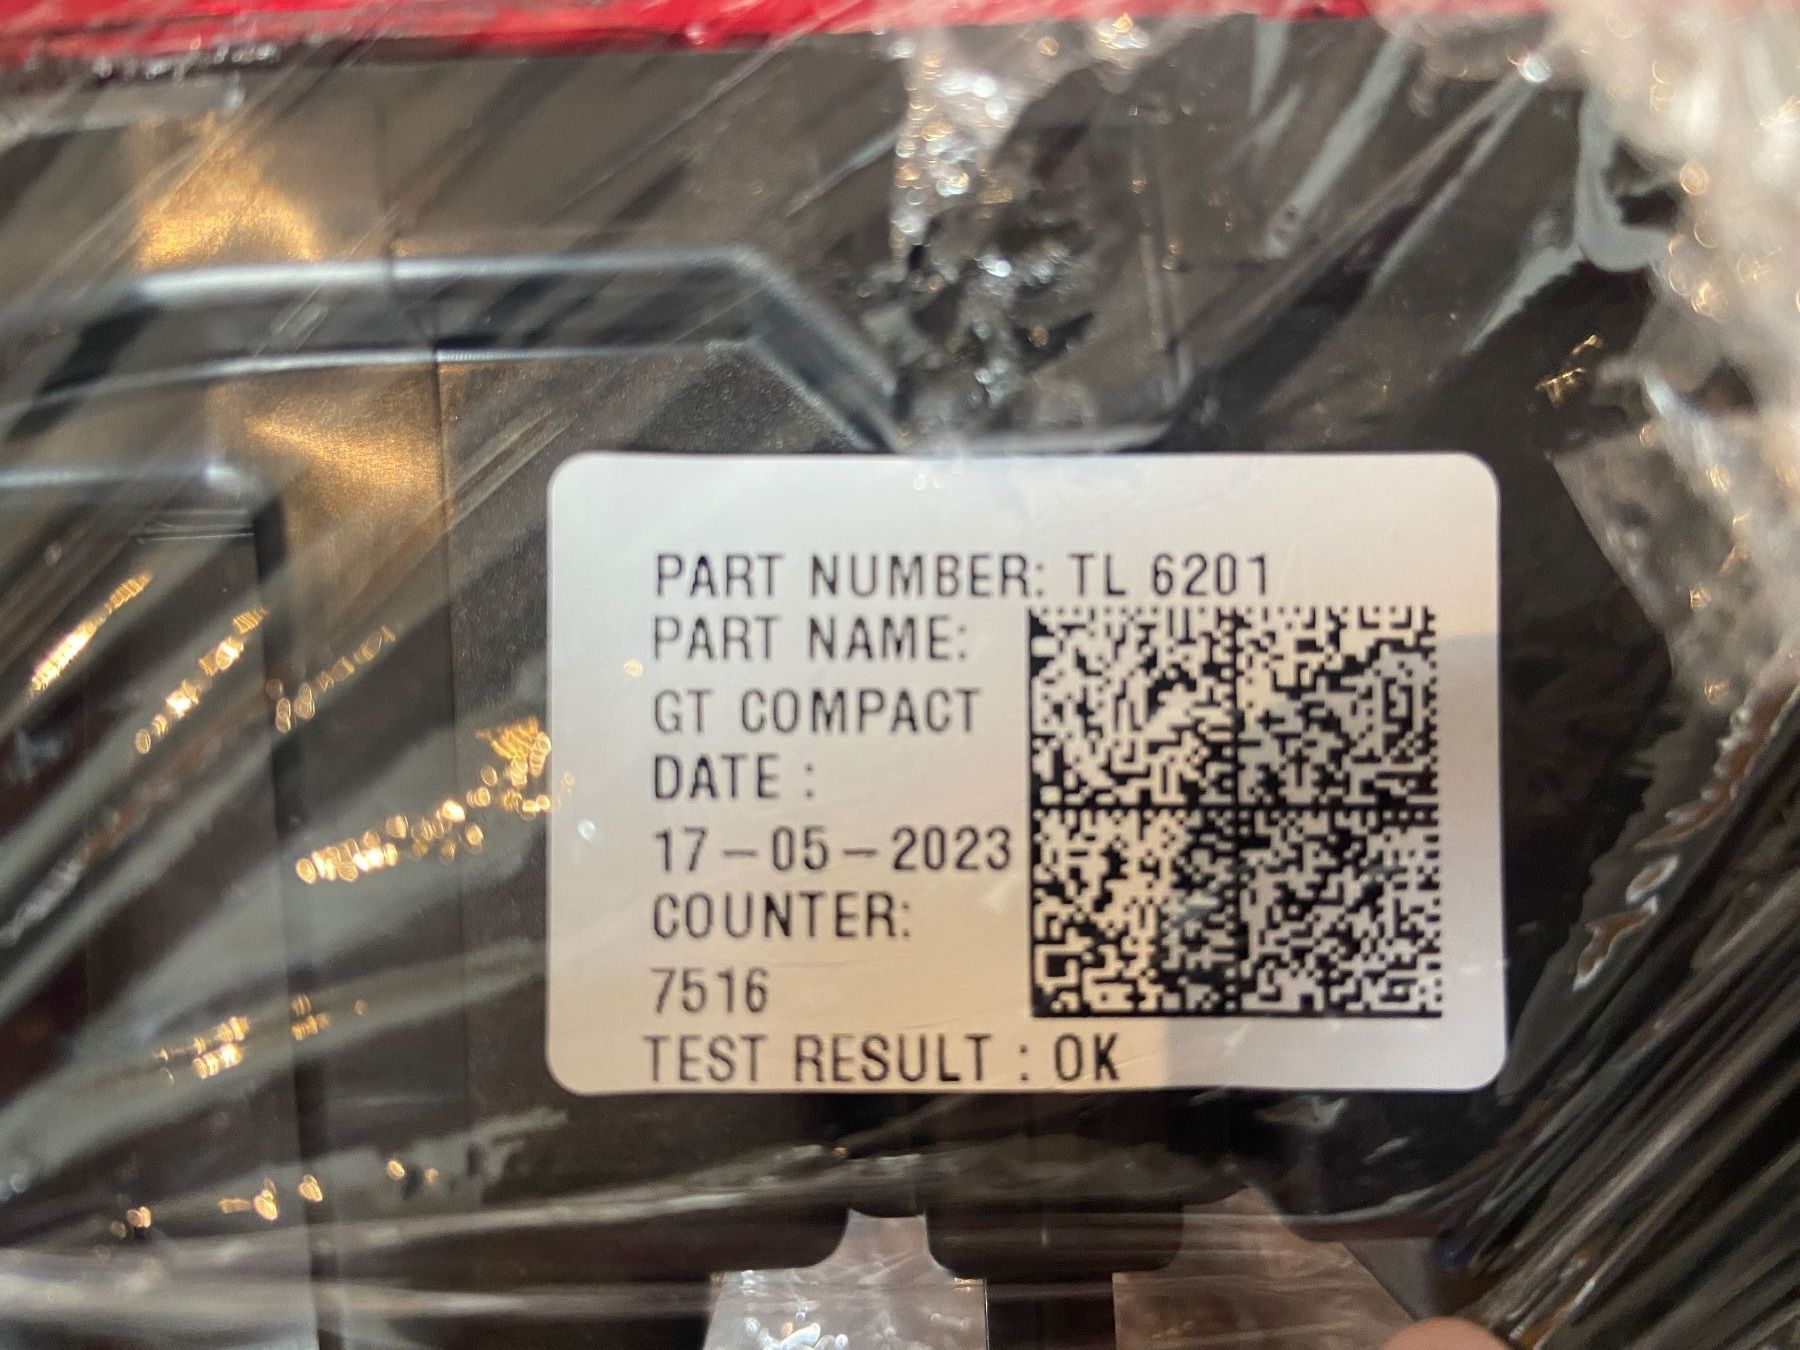 PART NUMBER: TL 6201
PART NAME:
GT COMPACT
DATE :
17-05-2023
COUNTER:
7516
TEST RESULT : OK